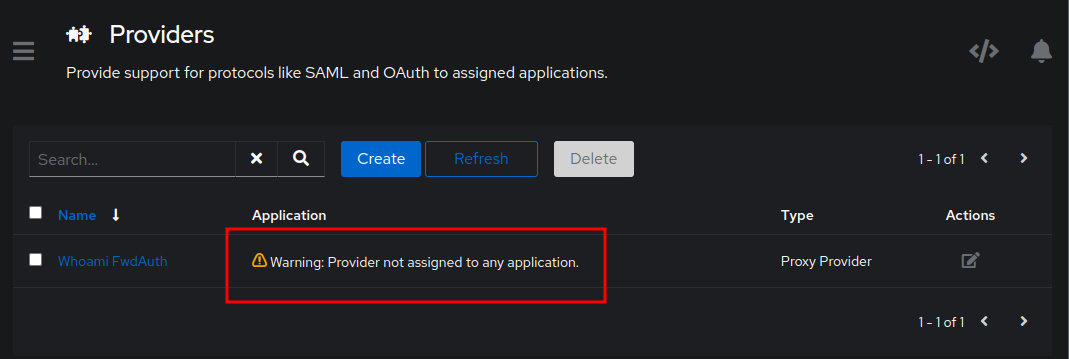 Providers
Provide support for protocols like SAML and OAuth to assigned applications.
Search... Create Refresh Delete 1 - 1 of 1
Name Application Type Actions
Whoami FwdAuth Warning: Provider not assigned to any application. Proxy Provider
1 - 1 of 1